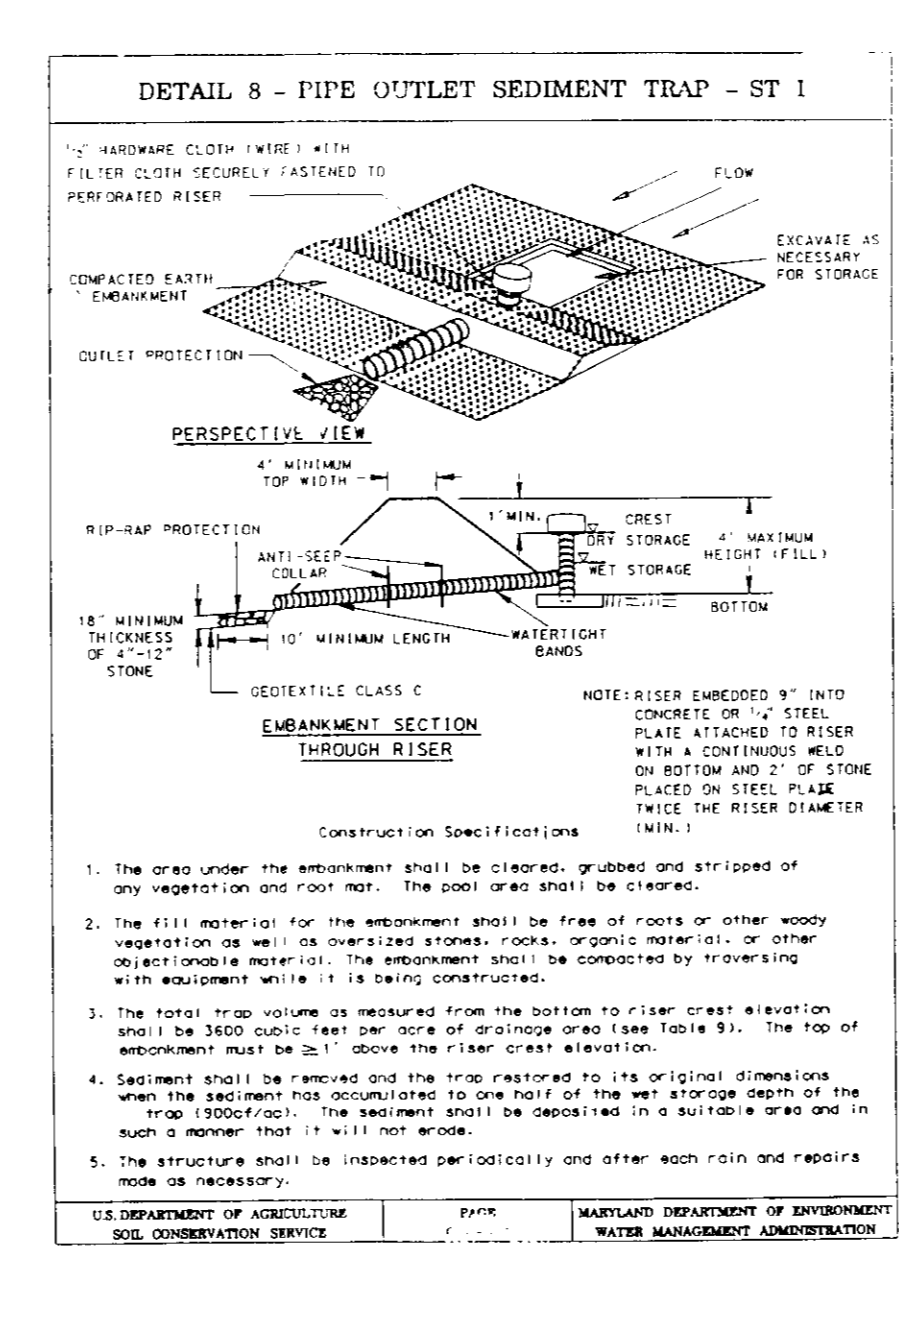 DETAIL 8 - PIPE OUTLET SEDIMENT TRAP - ST I
½" HARDWARE CLOTH (WIRE) WITH
FILTER CLOTH SECURELY FASTENED TO
PERFORATED RISER
FLOW
EXCAVATE AS
NECESSARY
FOR STORAGE
COMPACTED EARTH
EMBANKMENT
OUTLET PROTECTION
PERSPECTIVE VIEW
4' MINIMUM
TOP WIDTH
1' MIN.
CREST
DRY STORAGE
WET STORAGE
4' MAXIMUM
HEIGHT (FILL)
BOTTOM
RIP-RAP PROTECTION
ANTI-SEEP
COLLAR
18" MINIMUM
THICKNESS
OF 4"-12"
STONE
10' MINIMUM LENGTH
WATERTIGHT
BANDS
GEOTEXTILE CLASS C
EMBANKMENT SECTION
THROUGH RISER
NOTE: RISER EMBEDDED 9" INTO
CONCRETE OR ¼" STEEL
PLATE ATTACHED TO RISER
WITH A CONTINUOUS WELD
ON BOTTOM AND 2' OF STONE
PLACED ON STEEL PLATE
TWICE THE RISER DIAMETER
(MIN.)
Construction Specifications
1. The area under the embankment shall be cleared, grubbed and stripped of
any vegetation and root mat. The pool area shall be cleared.
2. The fill material for the embankment shall be free of roots or other woody
vegetation as well as oversized stones, rocks, organic material, or other
objectionable material. The embankment shall be compacted by traversing
with equipment while it is being constructed.
3. The total trap volume as measured from the bottom to riser crest elevation
shall be 3600 cubic feet per acre of drainage area (see Table 9). The top of
embankment must be ≥1' above the riser crest elevation.
4. Sediment shall be removed and the trap restored to its original dimensions
when the sediment has accumulated to one half of the wet storage depth of the
trap (900cf/ac). The sediment shall be deposited in a suitable area and in
such a manner that it will not erode.
5. The structure shall be inspected periodically and after each rain and repairs
made as necessary.
U.S. DEPARTMENT OF AGRICULTURE
SOIL CONSERVATION SERVICE
PAGE
MARYLAND DEPARTMENT OF ENVIRONMENT
WATER MANAGEMENT ADMINISTRATION